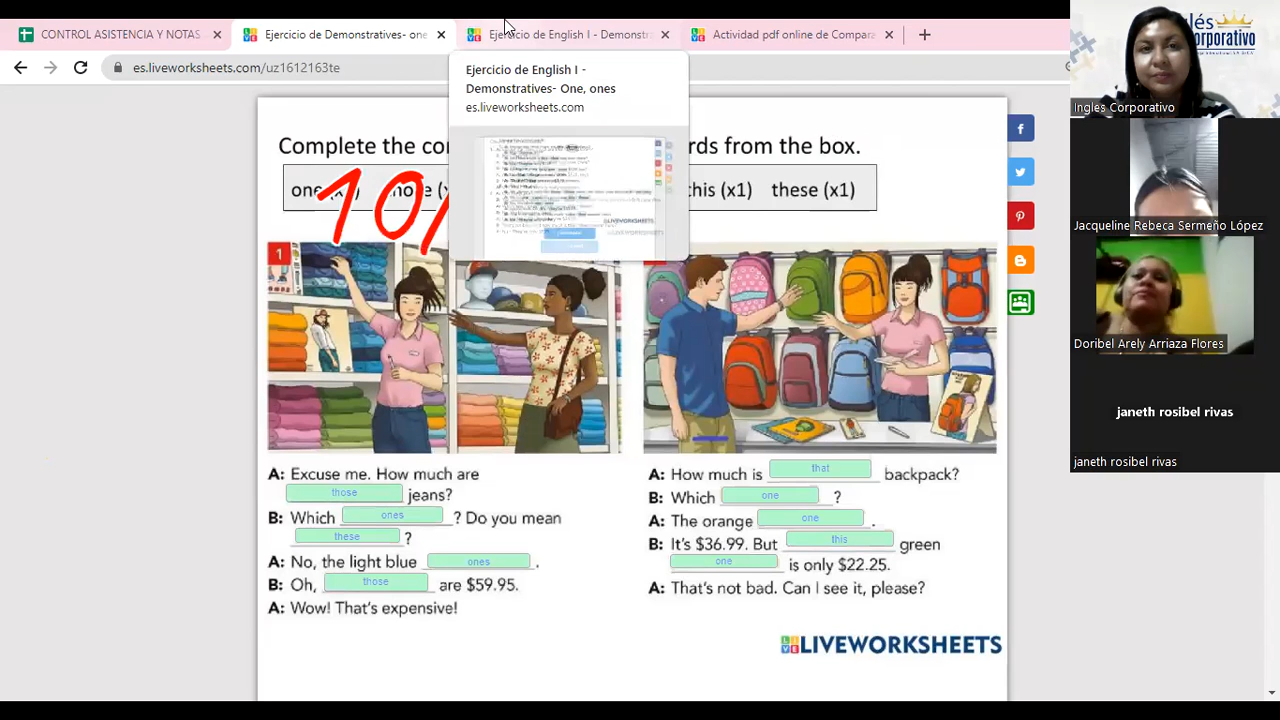 CONTROL ASISTENCIA Y NOTAS
Ejercicio de Demonstratives- one
Ejercicio de English I - Demonstr
Actividad pdf online de Compara
es.liveworksheets.com/uz1612163te
Ejercicio de English I -
Demonstratives- One, ones
es.liveworksheets.com
Complete the
rds from the box.
this (x1) these (x1)
10/
1
A: Excuse me. How much are
those jeans?
B: Which ones ? Do you mean
these ?
A: No, the light blue ones .
B: Oh, those are $59.95.
A: Wow! That's expensive!
A: How much is that backpack?
B: Which one ?
A: The orange one .
B: It's $36.99. But this green
one is only $22.25.
A: That's not bad. Can I see it, please?
LIVEWORKSHEETS
Inglés
Corporativo
Ingles Corporativo
Jacqueline Rebeca Sermeño López
Doribel Arely Arriaza Flores
janeth rosibel rivas
janeth rosibel rivas